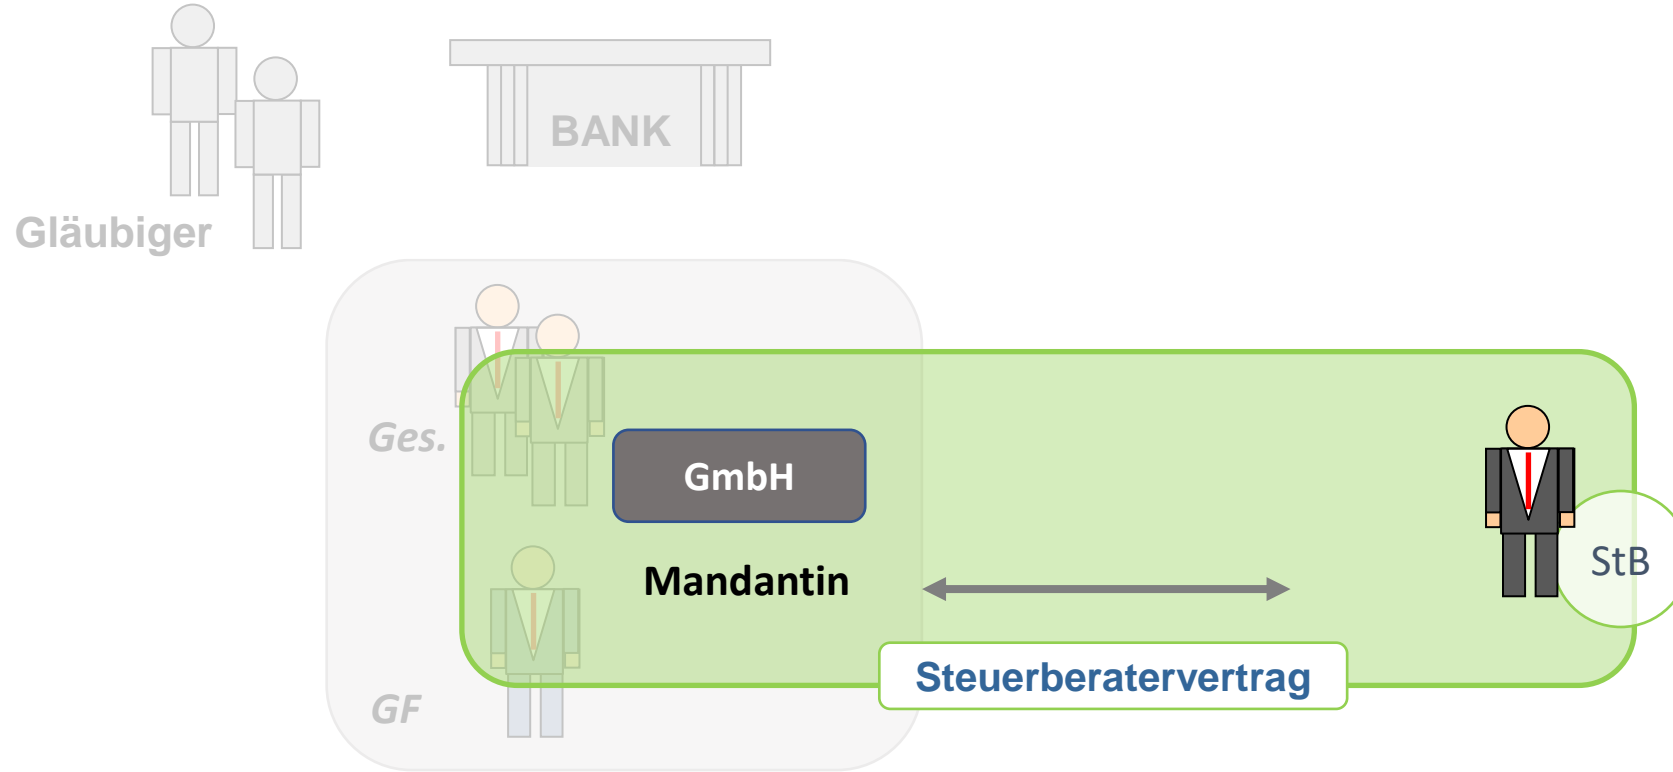 BANK
Gläubiger
Ges.
GmbH
StB
Mandantin
Steuerberatervertrag
GF